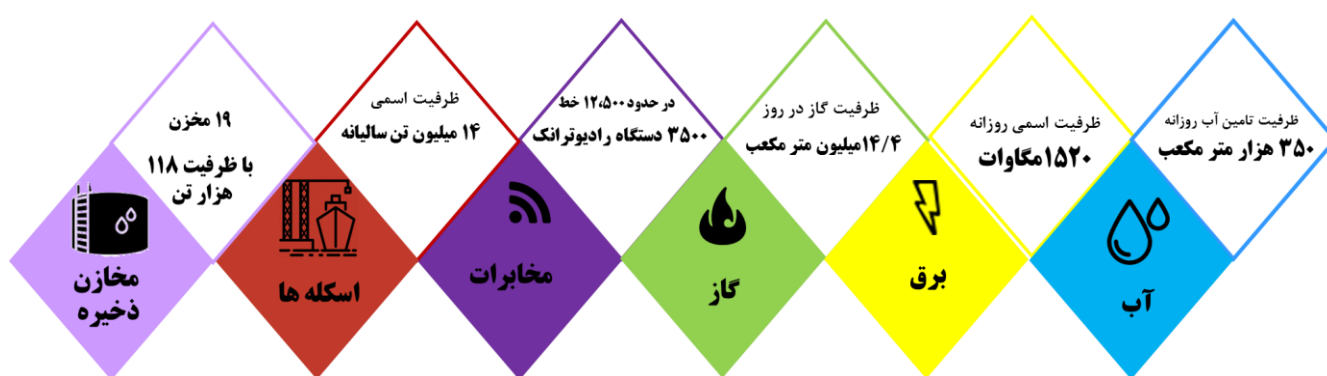 ظرفیت تامین آب روزانه
۳۵۰ هزار متر مکعب
آب
ظرفیت اسمی روزانه
۱۵۲۰مگاوات
برق
ظرفیت گاز در روز
۱۴/۴میلیون متر مکعب
گاز
در حدود ۱۲،۵۰۰ خط
۳۵۰۰ دستگاه رادیوترانک
مخابرات
ظرفیت اسمی
۱۴ میلیون تن سالیانه
اسکله ها
۱۹ مخزن
با ظرفیت ۱۱۸
هزار تن
مخازن
ذخیره